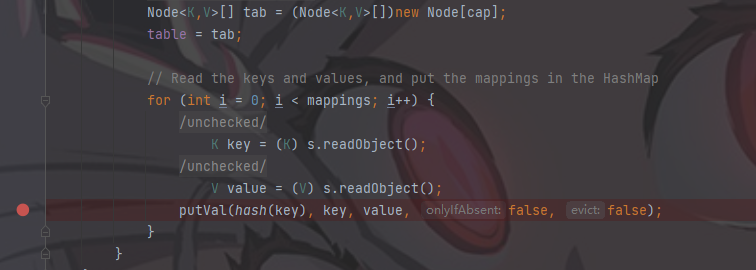 Node<K,V>[] tab = (Node<K,V>[])new Node[cap];
table = tab;
// Read the keys and values, and put the mappings in the HashMap
for (int i = 0; i < mappings; i++) {
/unchecked/
K key = (K) s.readObject();
/unchecked/
V value = (V) s.readObject();
putVal(hash(key), key, value, onlyIfAbsent: false, evict: false);
}
}